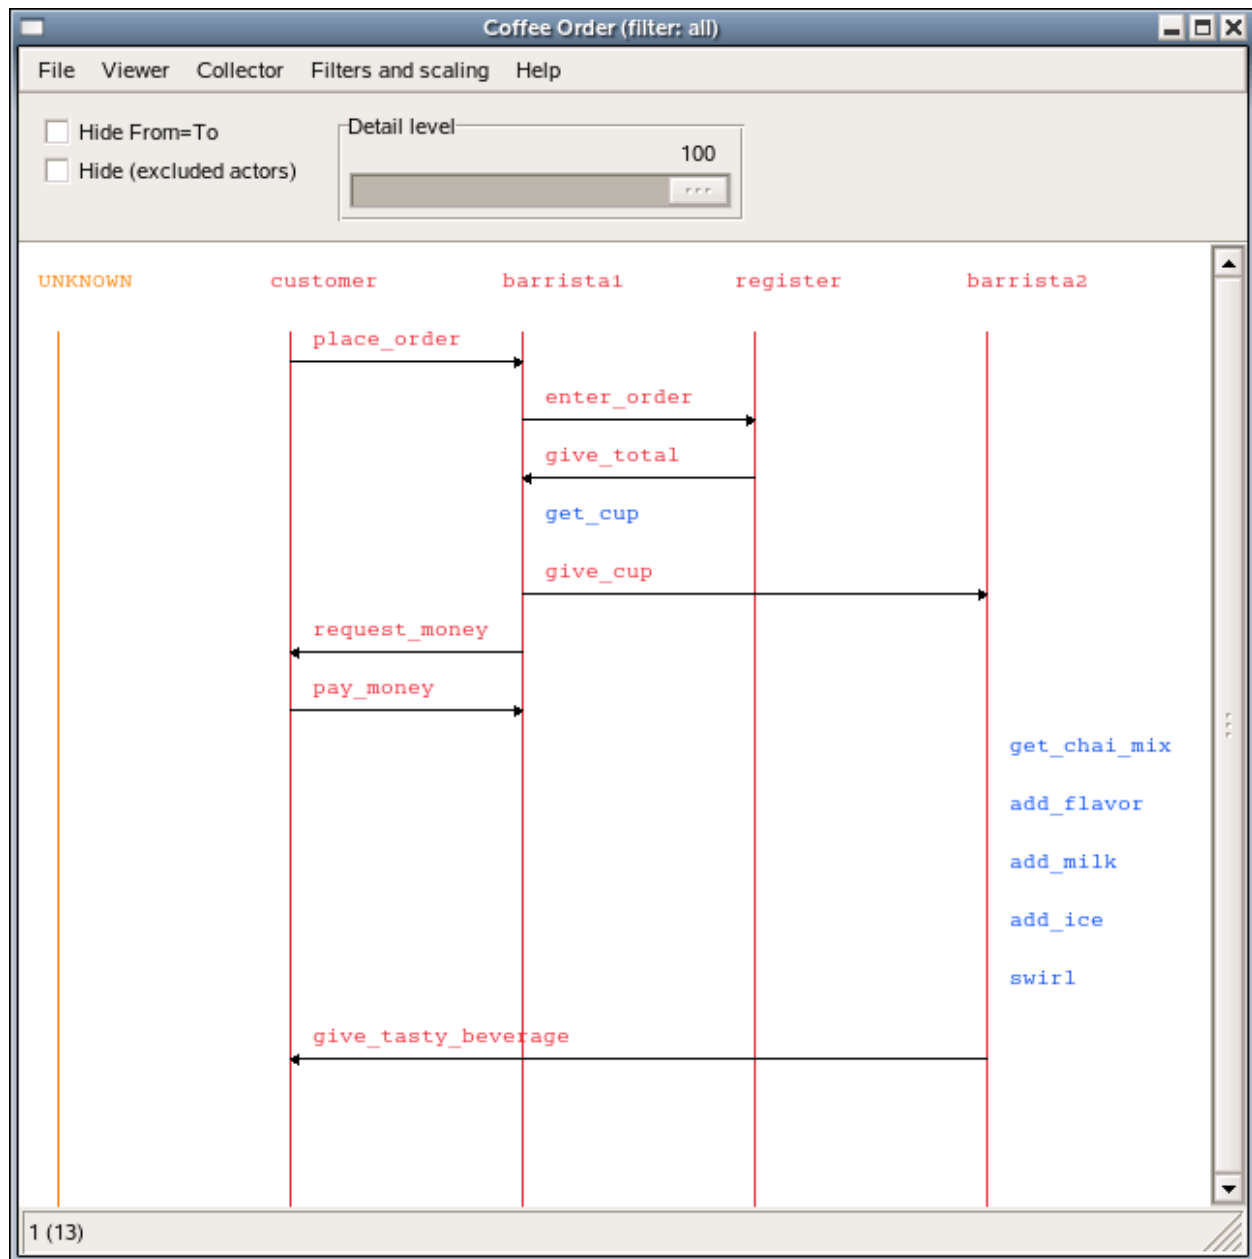 Coffee Order (filter: all)
File Viewer Collector Filters and scaling Help
Hide From=To
Hide (excluded actors)
Detail level
100
UNKNOWN customer barrista1 register barrista2
place_order
enter_order
give_total
get_cup
give_cup
request_money
pay_money
get_chai_mix
add_flavor
add_milk
add_ice
swirl
give_tasty_beverage
1 (13)